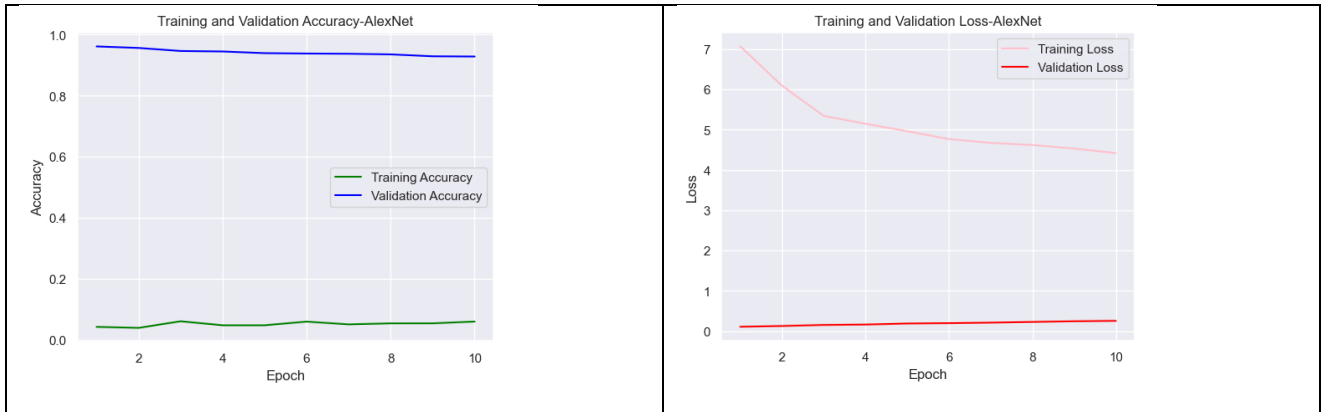 Training and Validation Accuracy-AlexNet
1.0
0.8
0.6
0.4
0.2
0.0
Accuracy
Training Accuracy
Validation Accuracy
2 4 6 8 10
Epoch
Training and Validation Loss-AlexNet
7
6
5
4
3
2
1
0
Loss
Training Loss
Validation Loss
2 4 6 8 10
Epoch